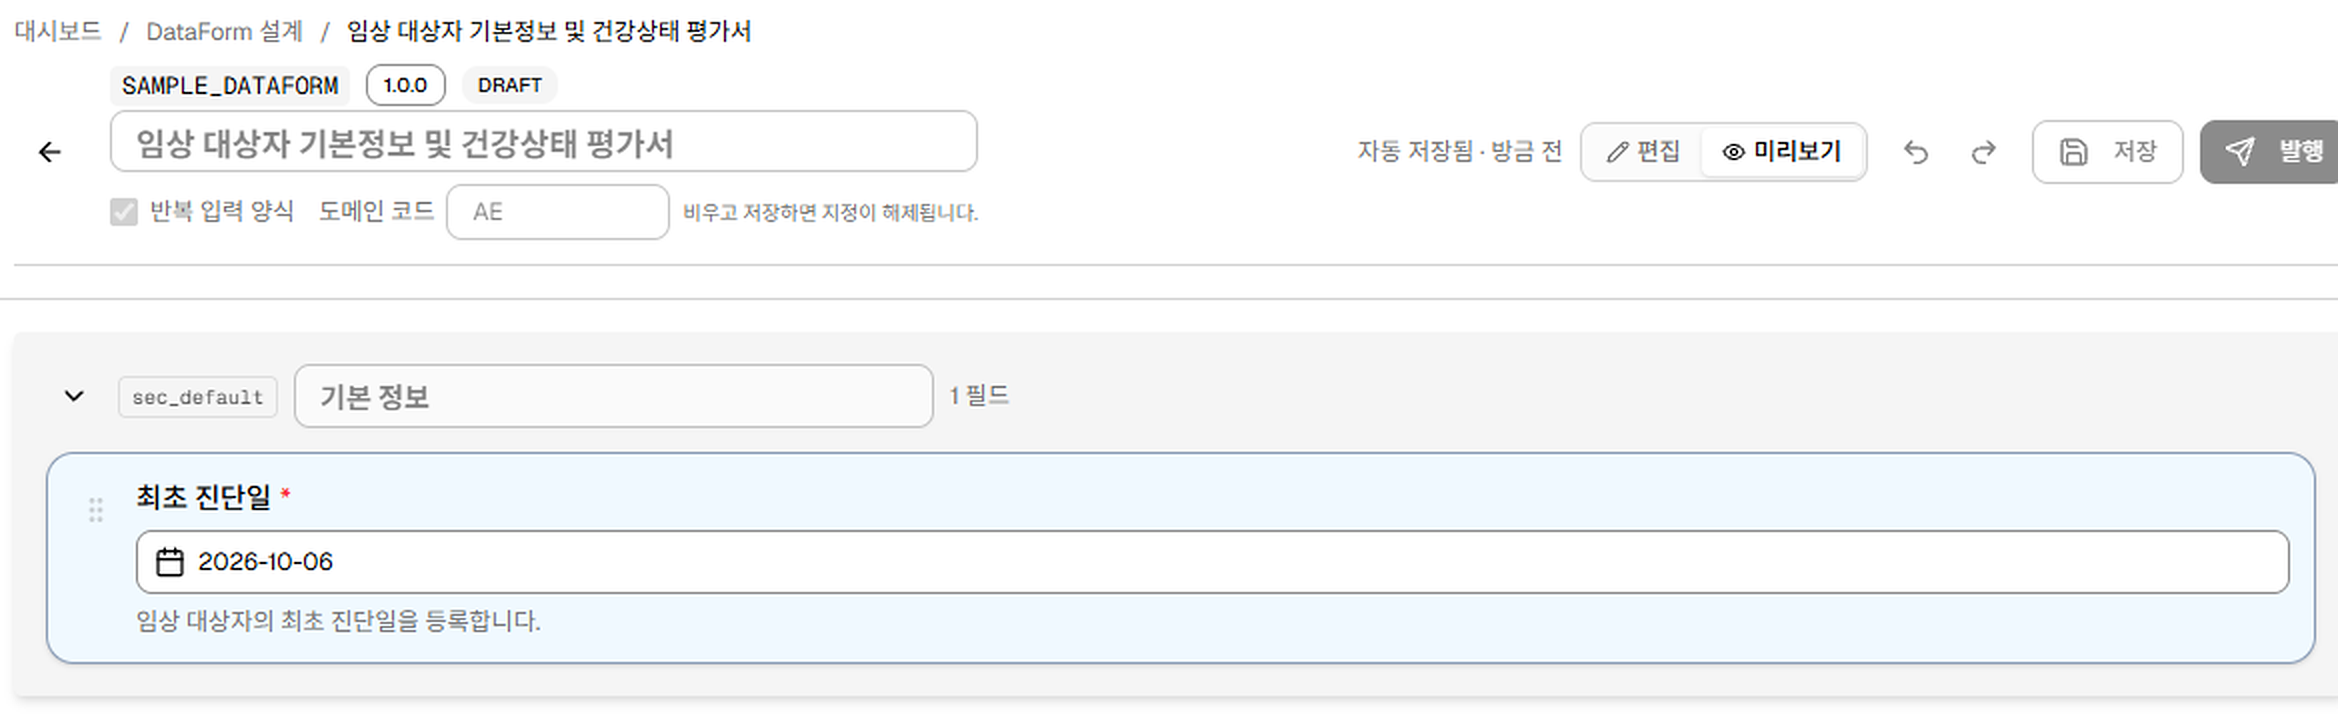 대시보드 / DataForm 설계 / 임상 대상자 기본정보 및 건강상태 평가서
SAMPLE_DATAFORM 1.0.0 DRAFT
임상 대상자 기본정보 및 건강상태 평가서
자동 저장됨 · 방금 전 편집 미리보기 저장 발행
반복 입력 양식 도메인 코드 AE 비우고 저장하면 지정이 해제됩니다.
sec_default 기본 정보 1 필드
최초 진단일 *
2026-10-06
임상 대상자의 최초 진단일을 등록합니다.